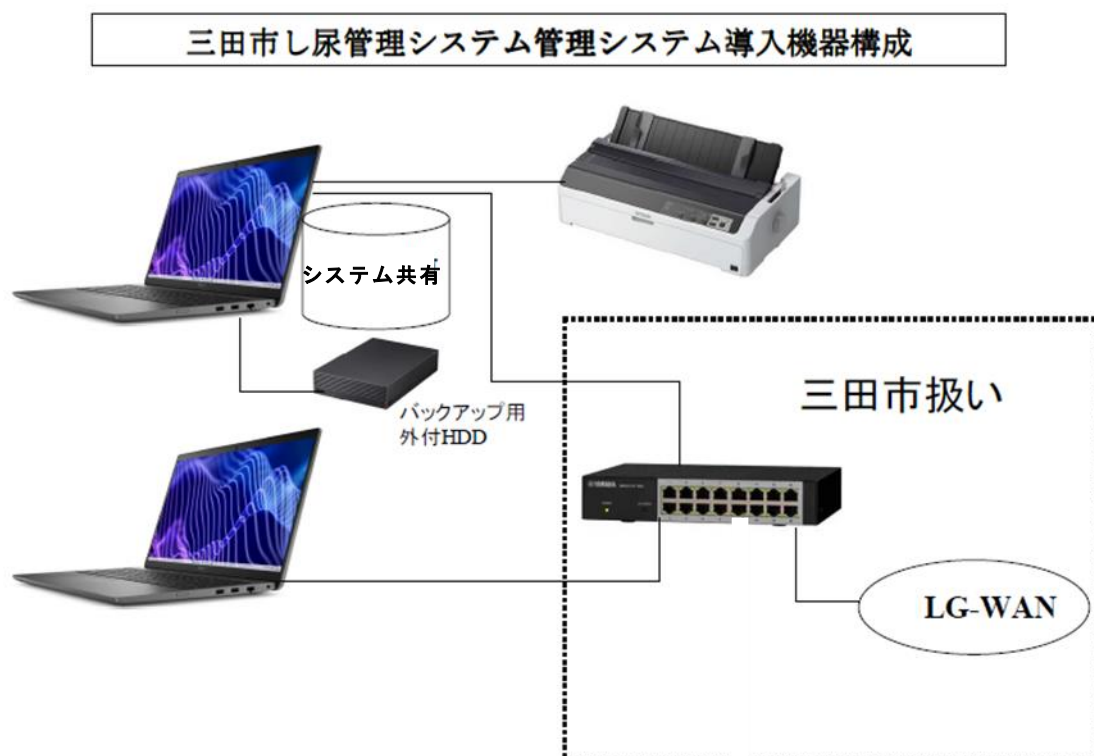 三田市し尿管理システム管理システム導入機器構成
システム共有
バックアップ用
外付HDD
三田市扱い
YAMAHA
LG-WAN